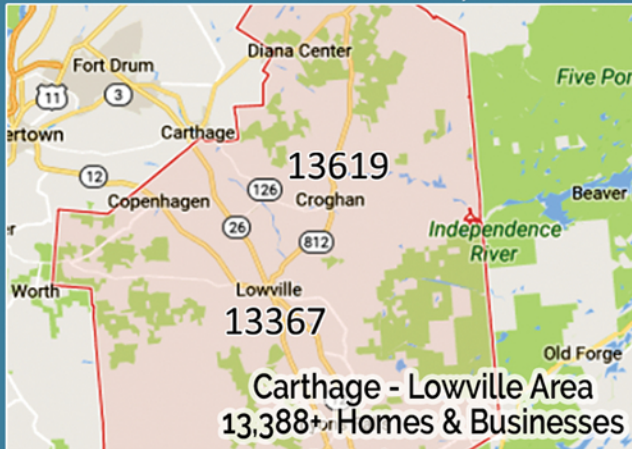 Diana Center
Fort Drum
Five Por
11
3
ertown
Carthage
13619
12
126
Copenhagen
Croghan
Beaver
26
812
Independence
River
Worth
Lowville
13367
Old Forge
Carthage - Lowville Area
13,388+ Homes & Businesses